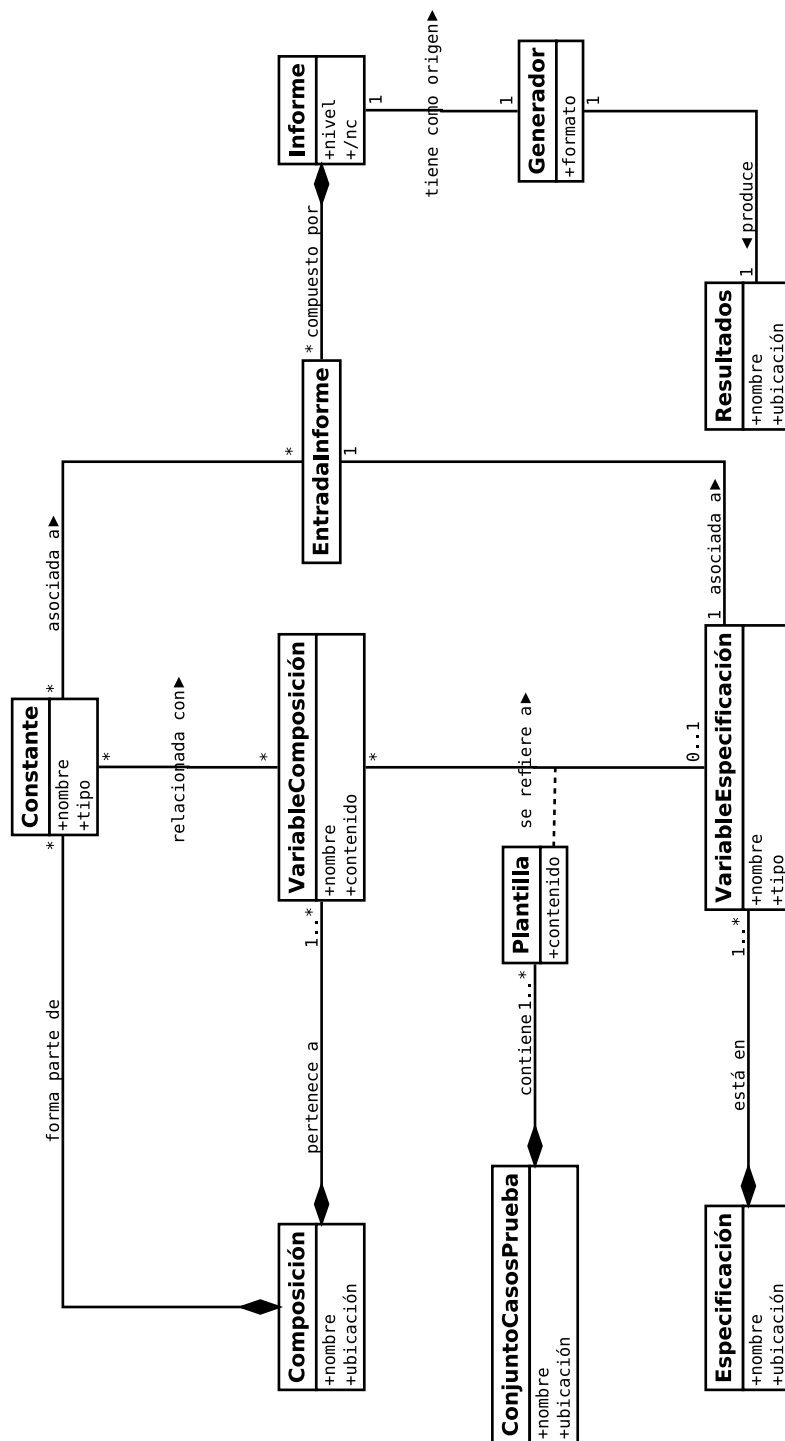 Composición
+nombre
+ubicación
forma parte de
*
Constante
+nombre
+tipo
*
asociada a▶
*
*
relacionada con▶
*
pertenece a
1..*
VariableComposición
+nombre
+contenido
*
se refiere a▶
0..1
EntradaInforme
* compuesto por
Informe
+nivel
+/nc
1
tiene como origen▶
1
Generador
+formato
1
◀ produce
1
Resultados
+nombre
+ubicación
1
1 asociada a▶
ConjuntoCasosPrueba
+nombre
+ubicación
contiene 1..*
Plantilla
+contenido
Especificación
+nombre
+ubicación
está en
1..*
VariableEspecificación
+nombre
+tipo